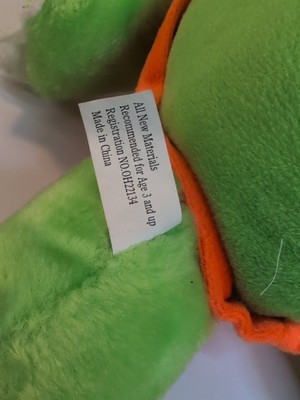 All New Materials
Recommended for Age 3 and up
Registration NO.OH22134
Made in China